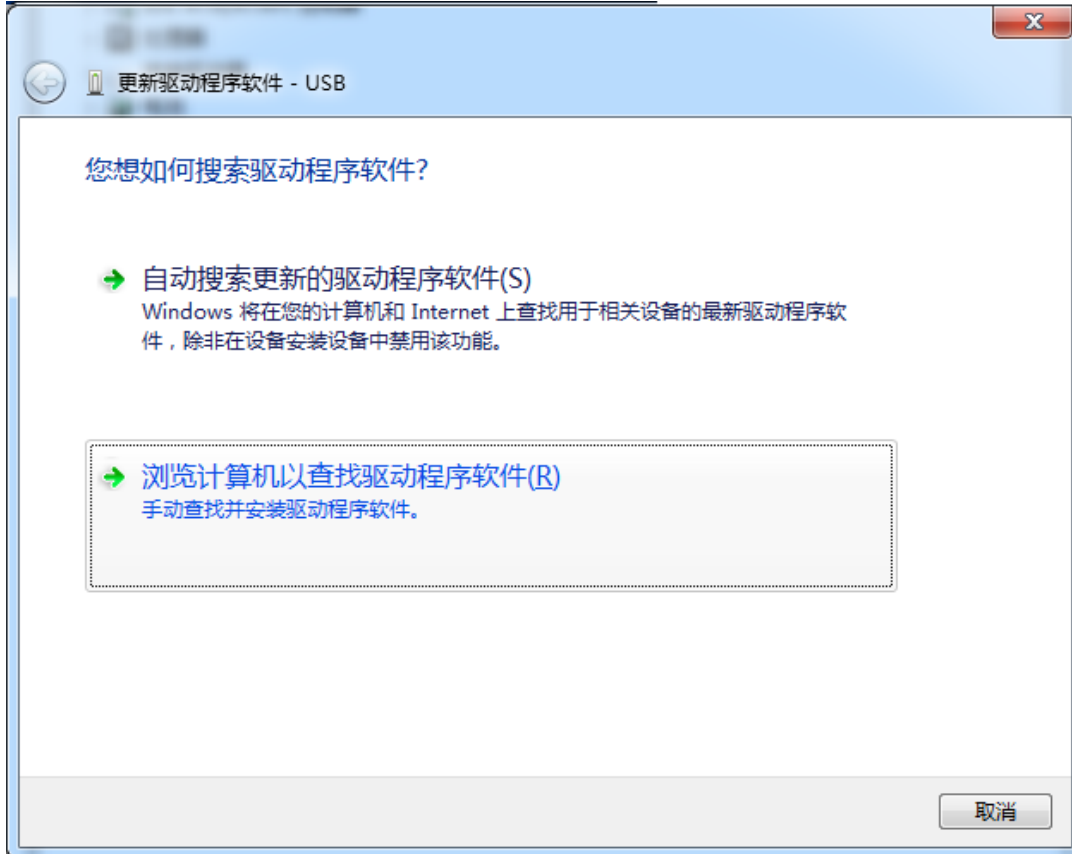 更新驱动程序软件 - USB
您想如何搜索驱动程序软件?
自动搜索更新的驱动程序软件(S)
Windows 将在您的计算机和 Internet 上查找用于相关设备的最新驱动程序软
件，除非在设备安装设备中禁用该功能。
浏览计算机以查找驱动程序软件(R)
手动查找并安装驱动程序软件。
取消